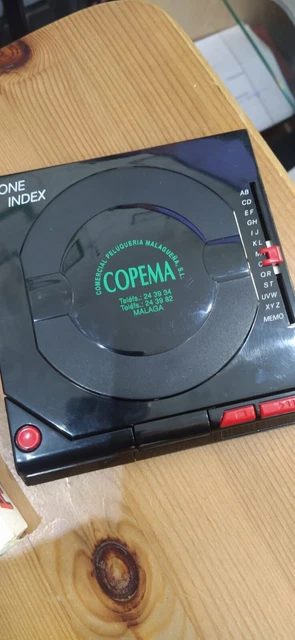 ONE
INDEX
COMERCIAL PELUQUERIA MALAGUEÑA, S.L.
COPEMA
Teléfs.: 24 39 34
Teléfs.: 24 39 82
MALAGA
AB
CD
EF
GH
IJ
KL
QR
ST
UVW
XYZ
MEMO